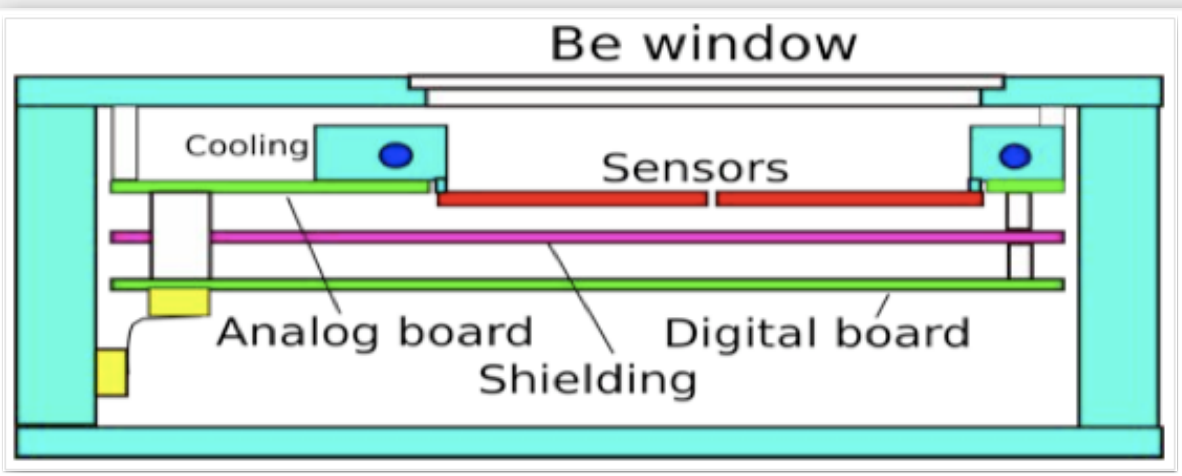 Be window
Cooling
Sensors
Analog board
Digital board
Shielding